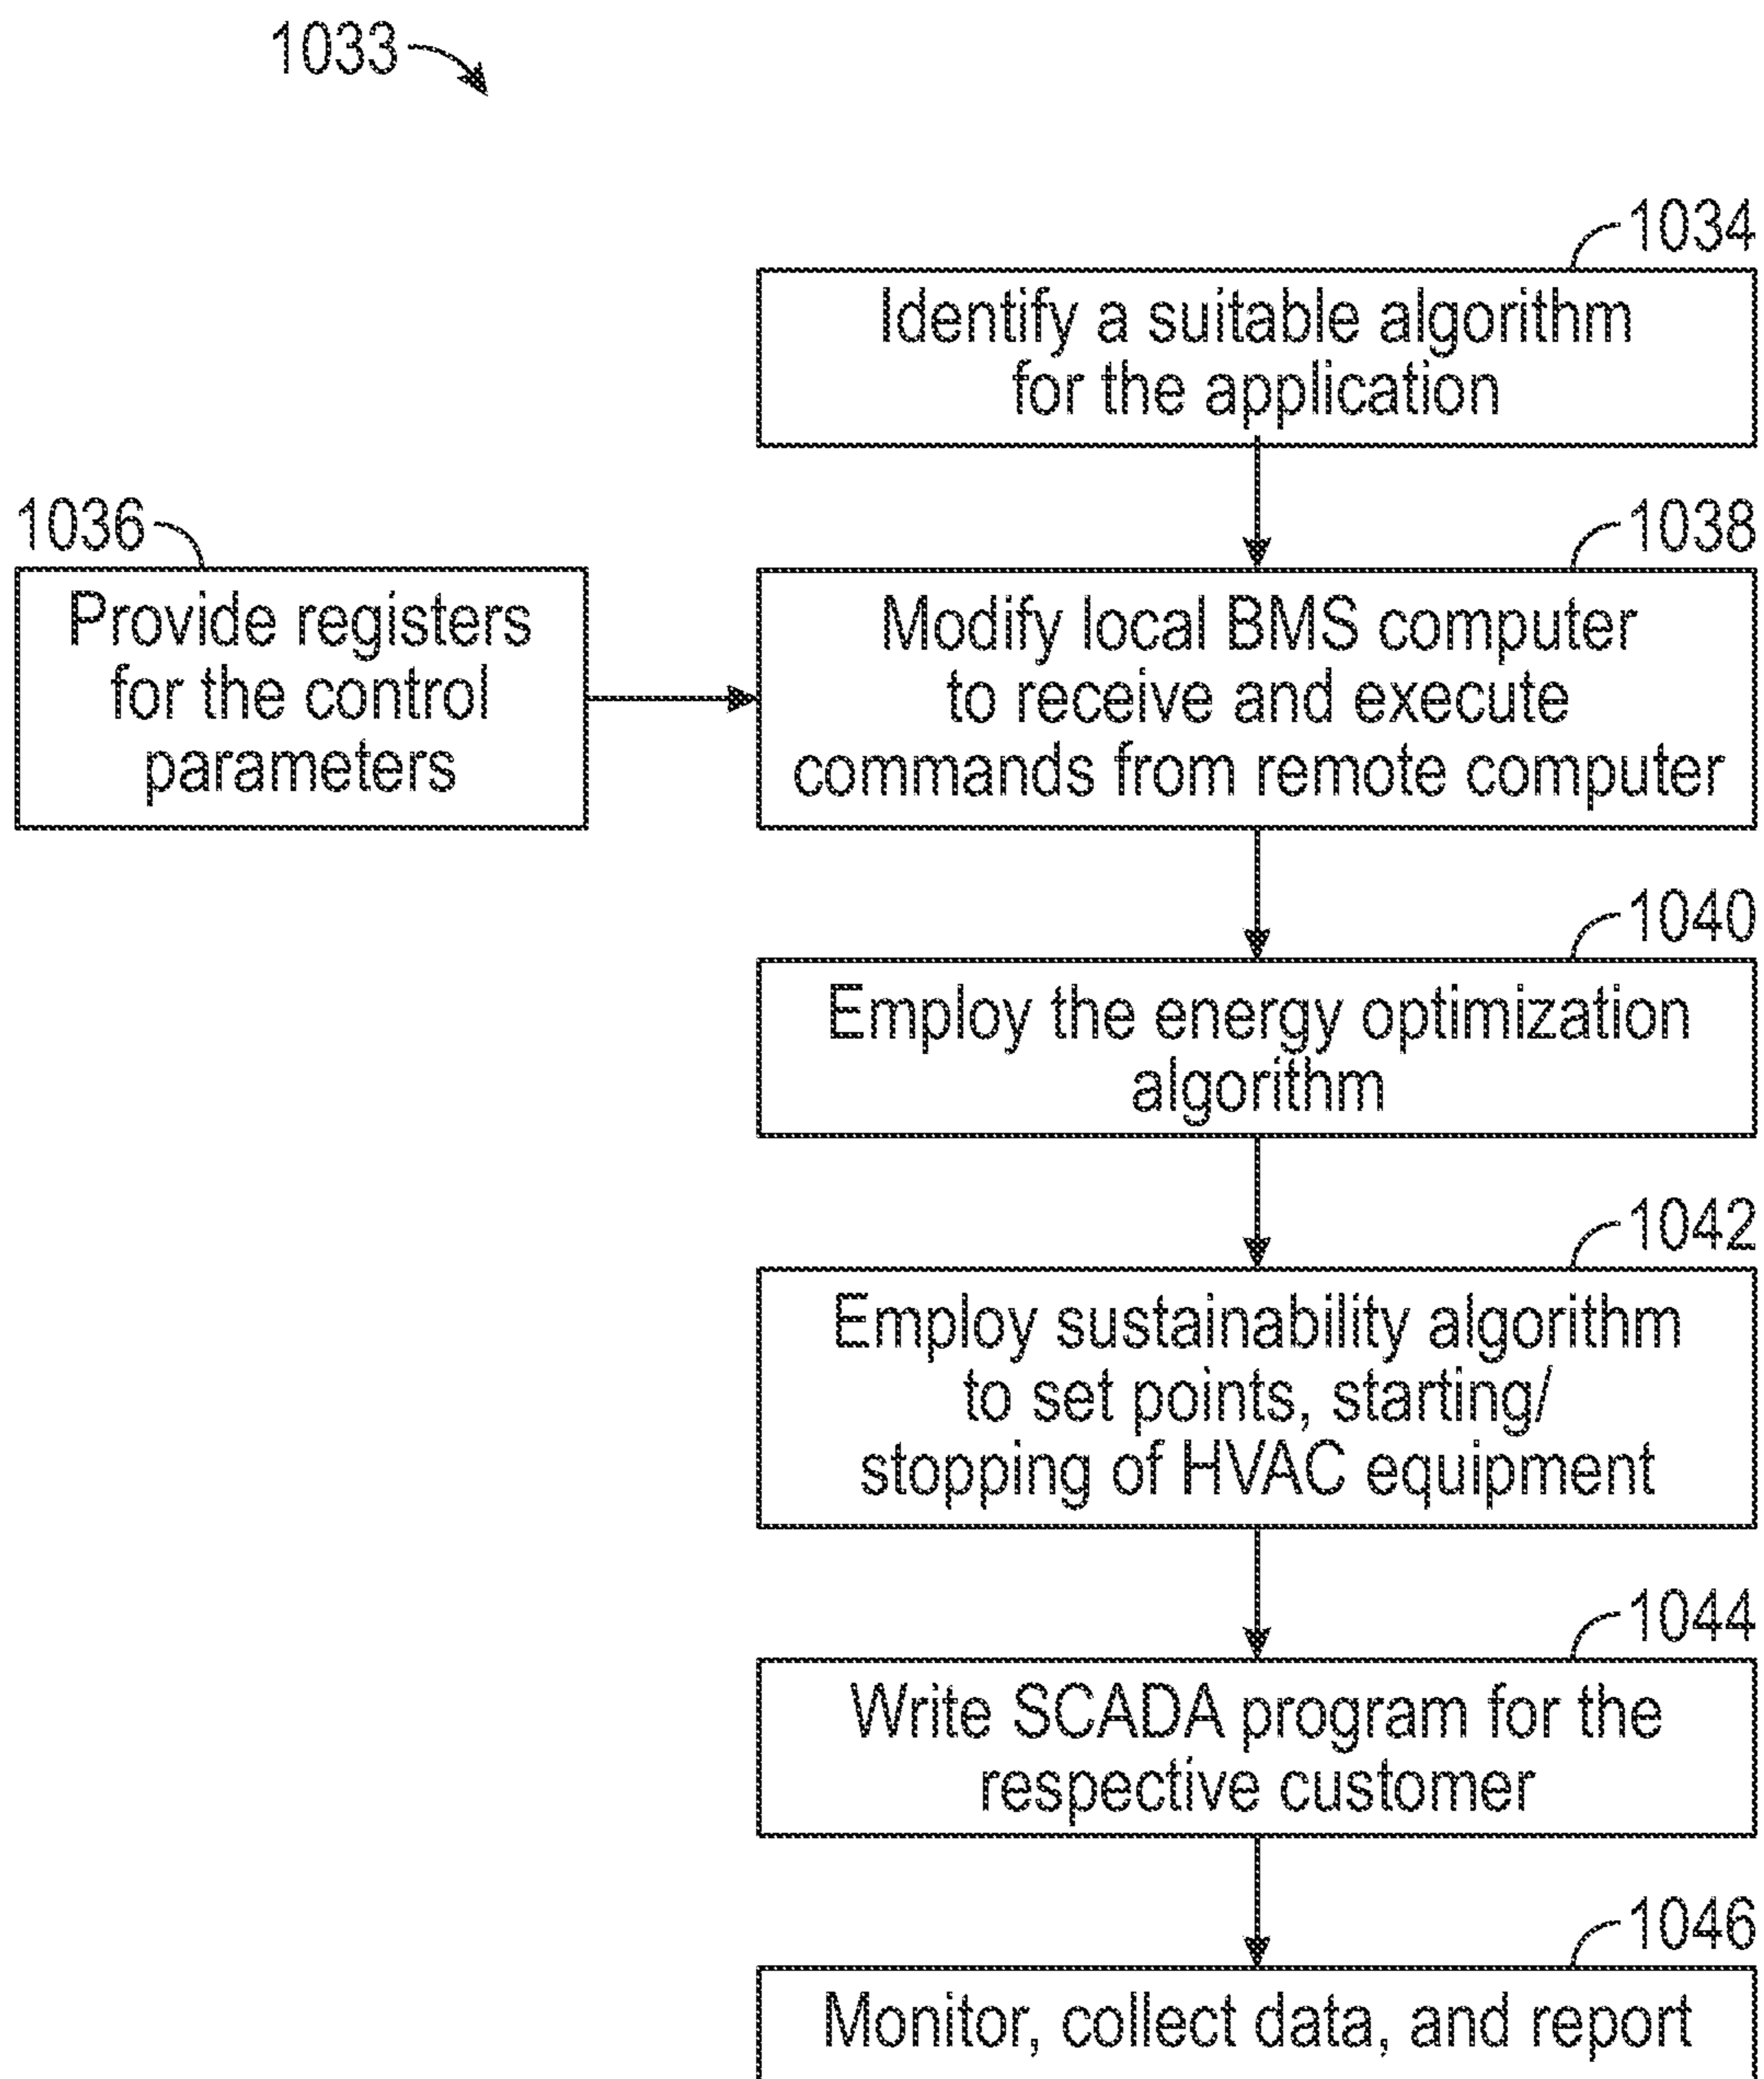 1033
1034
Identify a suitable algorithm
for the application
1036
Provide registers
for the control
parameters
1038
Modify local BMS computer
to receive and execute
commands from remote computer
1040
Employ the energy optimization
algorithm
1042
Employ sustainability algorithm
to set points, starting/
stopping of HVAC equipment
1044
Write SCADA program for the
respective customer
1046
Monitor, collect data, and report